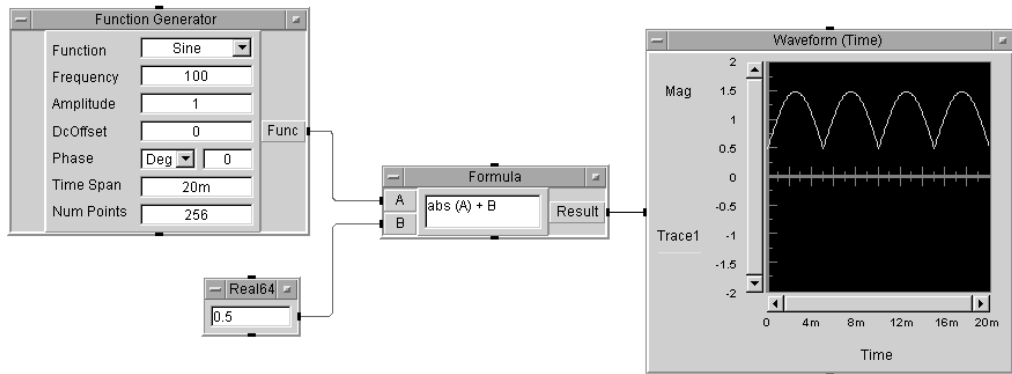 Function Generator
Function Sine
Frequency 100
Amplitude 1
DcOffset 0
Phase Deg 0
Time Span 20m
Num Points 256
Func
Real64
0.5
Formula
A
B
abs (A) + B
Result
Waveform (Time)
Mag
Trace1
2
1.5
1
0.5
0
-0.5
-1
-1.5
-2
0 4m 8m 12m 16m 20m
Time